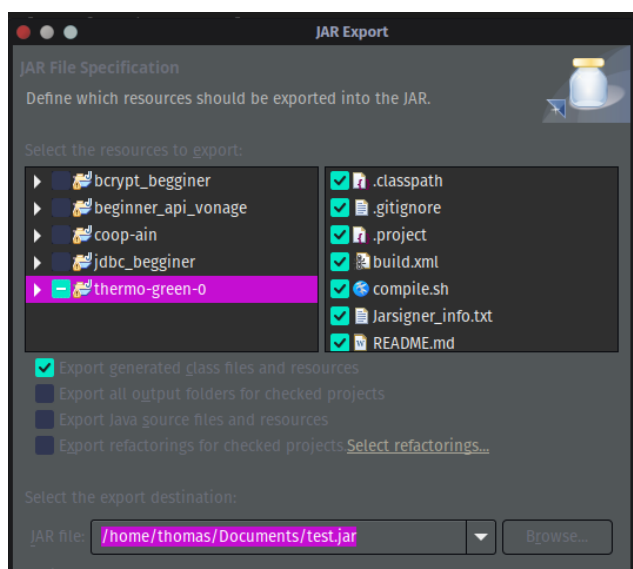 JAR Export
JAR File Specification
Define which resources should be exported into the JAR.
Select the resources to export:
bcrypt_begginer
beginner_api_vonage
coop-ain
jdbc_begginer
thermo-green-0
.classpath
.gitignore
.project
build.xml
compile.sh
Jarsigner_info.txt
README.md
Export generated class files and resources
Export all output folders for checked projects
Export Java source files and resources
Export refactorings for checked projects. Select refactorings...
Select the export destination:
JAR file: /home/thomas/Documents/test.jar Browse...